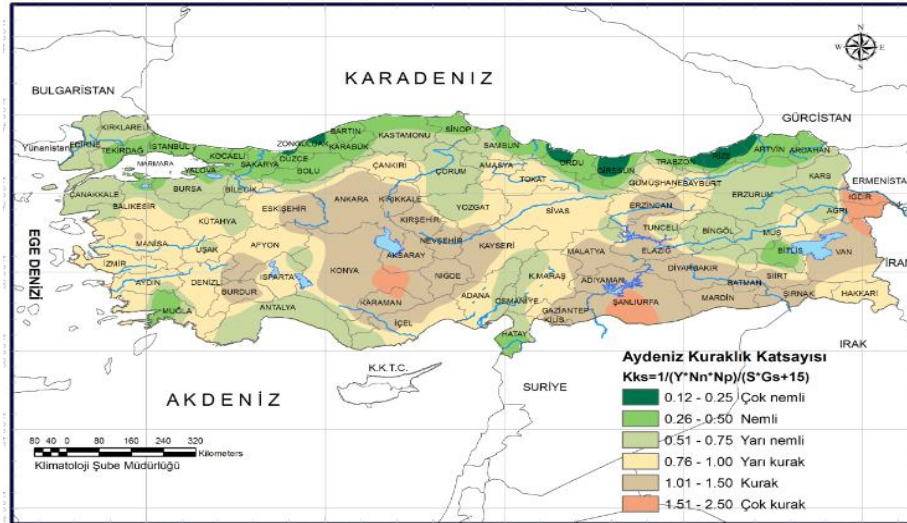 KARADENIZ
BULGARİSTAN
GÜRCİSTAN
Yünanistan
ERMENİSTAN
İRAN
IRAK
SURİYE
K.K.T.C.
AKDENİZ
EGE DENİZİ
MARMARA
N
W
E
S
KIRKLARELİ
EDİRNE
TEKİRDAĞ
İSTANBUL
KOCAELİ
YALOVA
SAKARYA
DÜZCE
ZONGULDAK
BARTIN
KARABÜK
BOLU
KASTAMONU
SİNOP
SAMSUN
ÇANKIRI
ÇORUM
AMASYA
TOKAT
ORDU
GİRESUN
TRABZON
RİZE
ARTVİN
ARDAHAN
KARS
IĞDIR
AĞRI
GÜMÜŞHANE
BAYBURT
ERZURUM
ERZİNCAN
TUNCELİ
BİNGÖL
MUŞ
BİTLİS
VAN
HAKKARİ
ŞIRNAK
SİİRT
BATMAN
MARDİN
DİYARBAKIR
ELAZIĞ
MALATYA
ADIYAMAN
ŞANLIURFA
GAZİANTEP
KİLİS
K.MARAŞ
OSMANİYE
HATAY
ADANA
İÇEL
KARAMAN
NİGDE
KAYSERİ
SİVAS
YOZGAT
NEVŞEHİR
KIRŞEHİR
KIRIKKALE
ANKARA
AKSARAY
KONYA
ESKİŞEHİR
BİLECİK
BURSA
ÇANAKKALE
BALIKESİR
KÜTAHYA
MANİSA
UŞAK
AFYON
İZMİR
AYDIN
DENİZLİ
BURDUR
ISPARTA
ANTALYA
MUĞLA
Aydeniz Kuraklık Katsayısı
Kks=1/(Y*Nn*Np)/(S*Gs+15)
0.12 - 0.25 Çok nemli
0.26 - 0.50 Nemli
0.51 - 0.75 Yarı nemli
0.76 - 1.00 Yarı kurak
1.01 - 1.50 Kurak
1.51 - 2.50 Çok kurak
80 40 0 80 160 240 320
Kilometers
Klimatoloji Şube Müdürlüğü